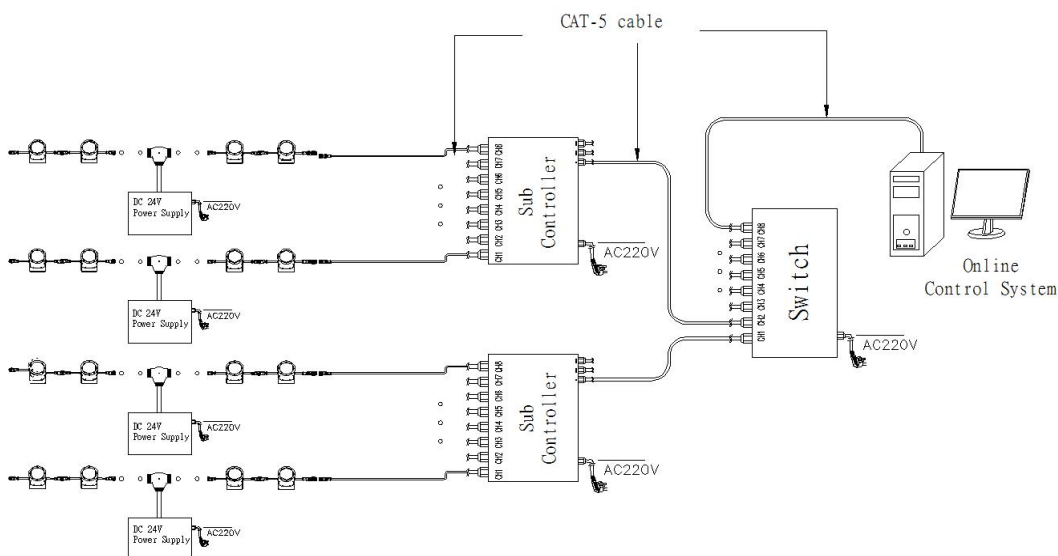 CAT-5 cable
CH8
CH7
CH6
CH5
CH4
CH3
CH2
CH1
Sub
Controller
DC 24V
Power Supply
AC220V
AC220V
DC 24V
Power Supply
AC220V
CH8
CH7
CH6
CH5
CH4
CH3
CH2
CH1
Switch
AC220V
Online
Control System
CH8
CH7
CH6
CH5
CH4
CH3
CH2
CH1
Sub
Controller
DC 24V
Power Supply
AC220V
AC220V
DC 24V
Power Supply
AC220V